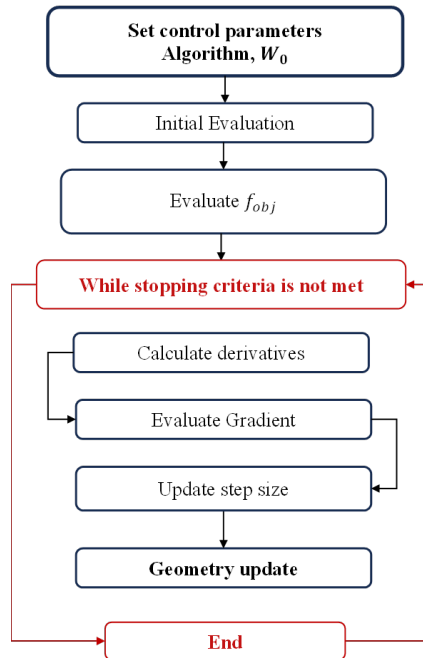 Set control parameters
Algorithm, W₀
Initial Evaluation
Evaluate f_obj
While stopping criteria is not met
Calculate derivatives
Evaluate Gradient
Update step size
Geometry update
End